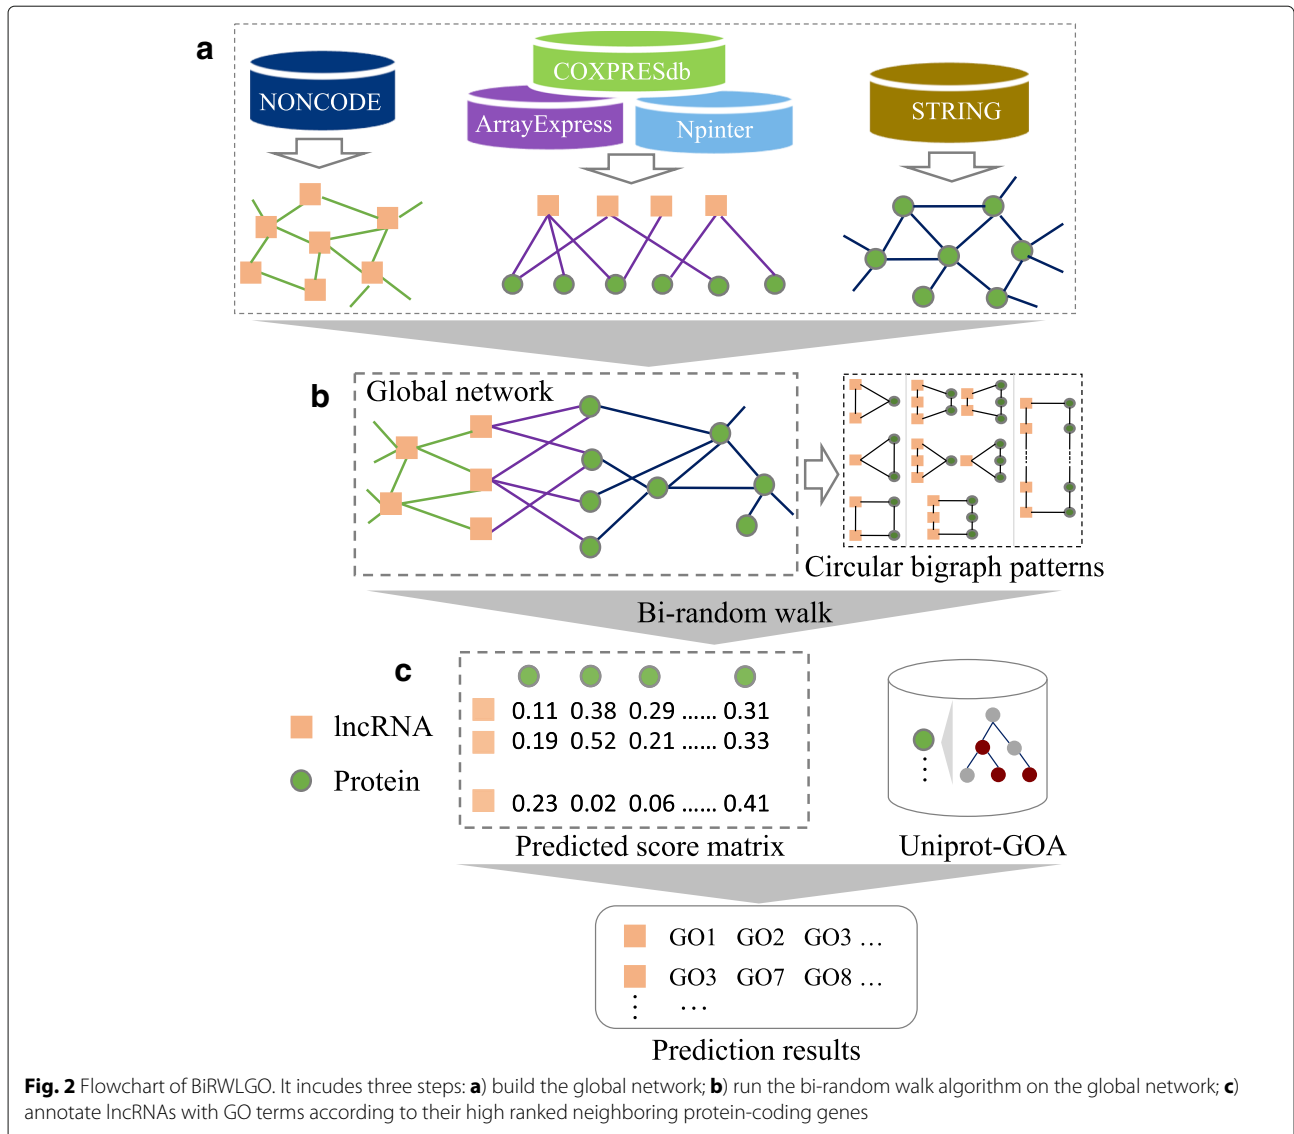 a
NONCODE
COXPRESdb
ArrayExpress
Npinter
STRING
b
Global network
Circular bigraph patterns
Bi-random walk
c
lncRNA
Protein
0.11 0.38 0.29 ...... 0.31
0.19 0.52 0.21 ...... 0.33
0.23 0.02 0.06 ...... 0.41
Predicted score matrix
Uniprot-GOA
GO1 GO2 GO3 ...
GO3 GO7 GO8 ...
...
Prediction results
Fig. 2 Flowchart of BiRWLGO. It incudes three steps: a) build the global network; b) run the bi-random walk algorithm on the global network; c)
annotate lncRNAs with GO terms according to their high ranked neighboring protein-coding genes